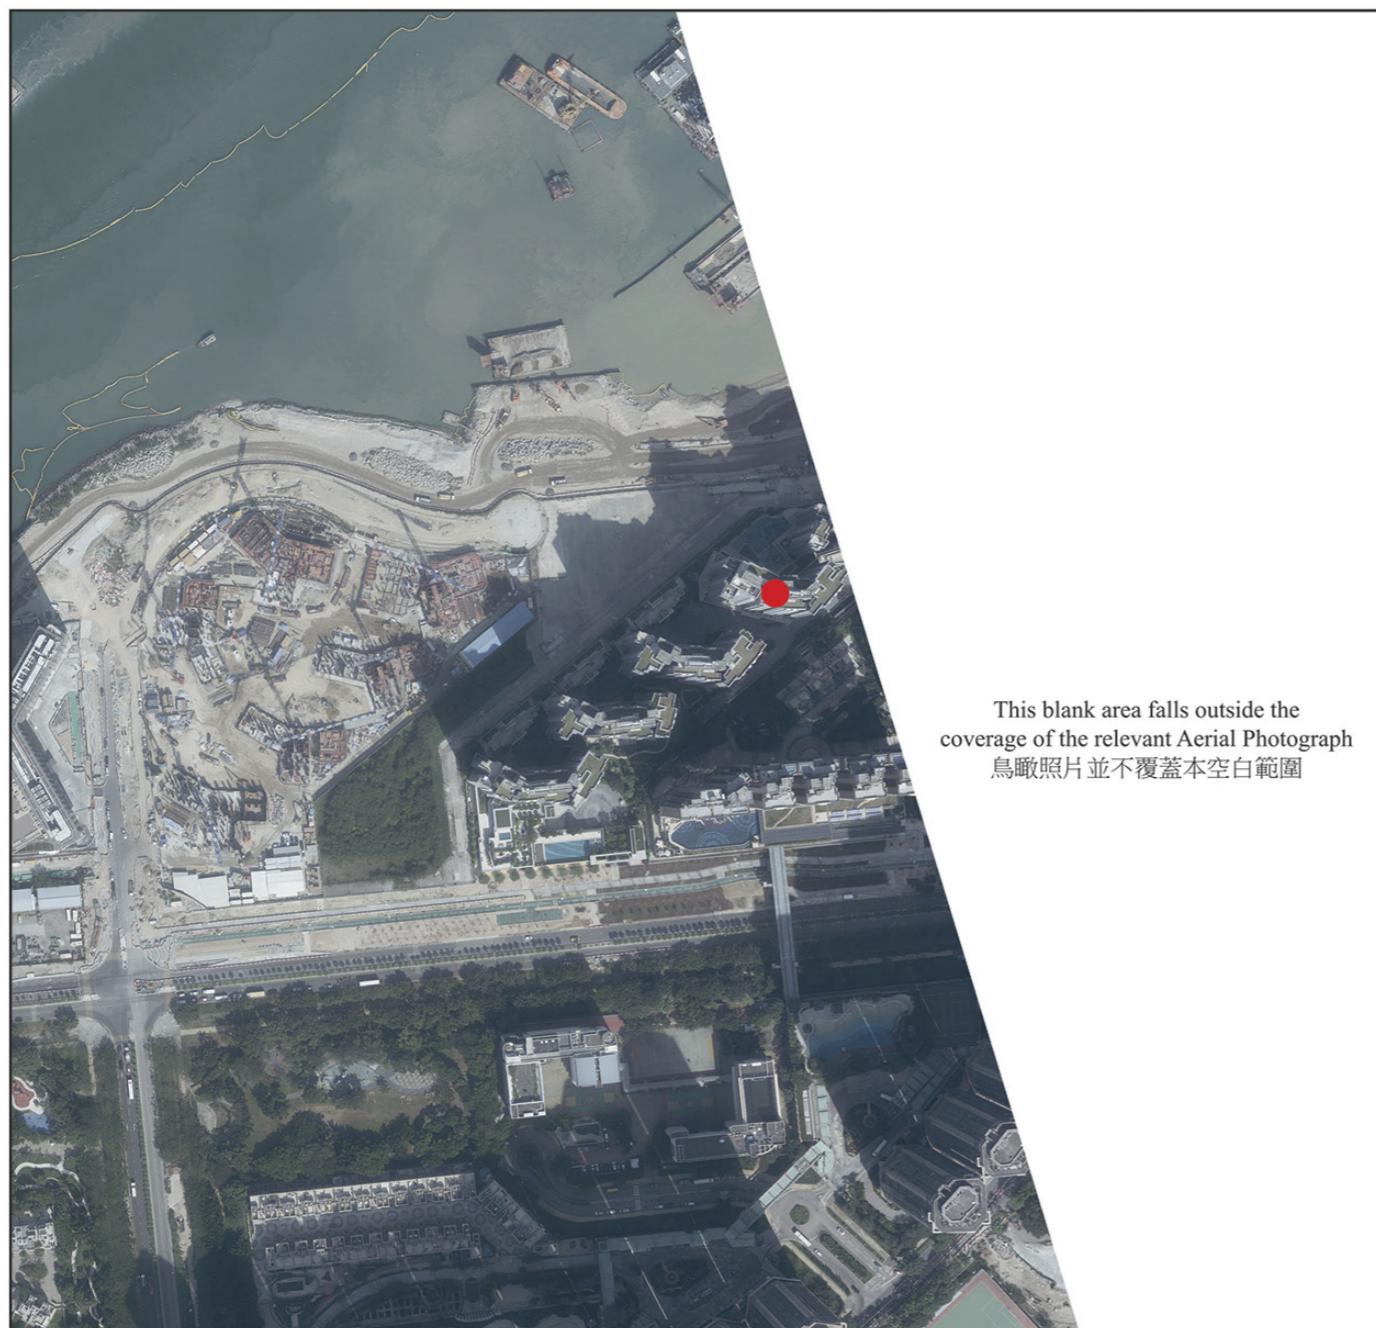 This blank area falls outside the
coverage of the relevant Aerial Photograph
鳥瞰照片並不覆蓋本空白範圍